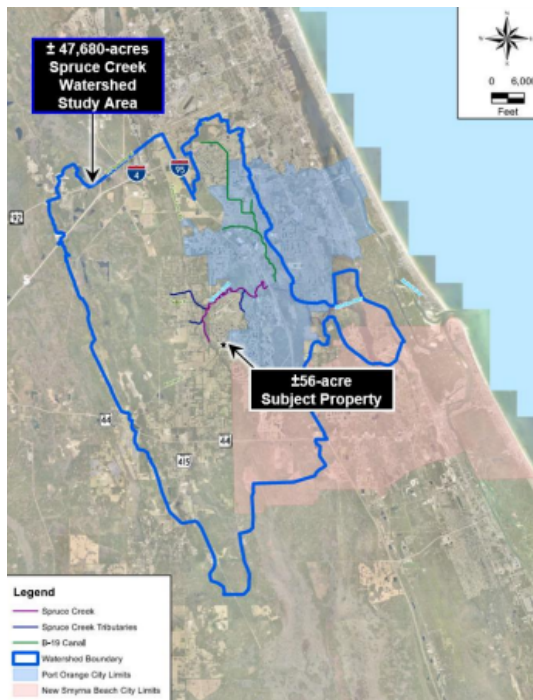 ± 47,680-acres
Spruce Creek
Watershed
Study Area
0 6,000
Feet
4
95
±56-acre
Subject Property
44
44
415
Legend
Spruce Creek
Spruce Creek Tributaries
B-19 Canal
Watershed Boundary
Port Orange City Limits
New Smyrna Beach City Limits